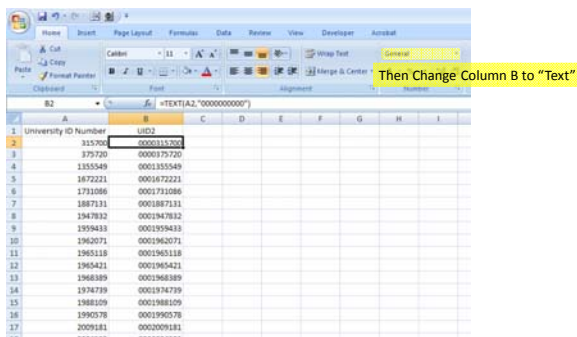 Home Insert Page Layout Formulas Data Review View Developer Acrobat
Cut
Copy
Paste
Format Painter
Clipboard
Calibri 11
Wrap Text
General
B I U
Merge & Center
Font
Alignment
Number
Then Change Column B to “Text”
B2 fx =TEXT(A2,"0000000000")
A B C D E F G H I
1 University ID Number UID2
2 315700 0000315700
3 375720 0000375720
4 1355549 0001355549
5 1672221 0001672221
6 1731086 0001731086
7 1887131 0001887131
8 1947832 0001947832
9 1959433 0001959433
10 1962071 0001962071
11 1965118 0001965118
12 1965421 0001965421
13 1968389 0001968389
14 1974739 0001974739
15 1988109 0001988109
16 1990578 0001990578
17 2009181 0002009181